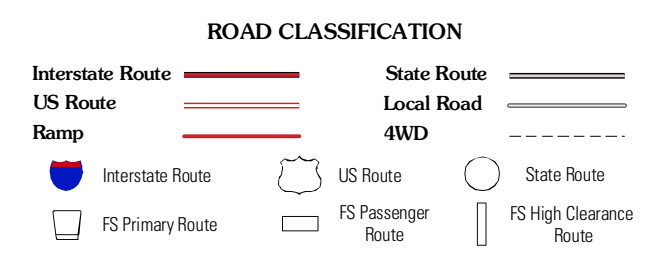 ROAD CLASSIFICATION
Interstate Route
State Route
US Route
Local Road
Ramp
4WD
Interstate Route
US Route
State Route
FS Primary Route
FS Passenger
Route
FS High Clearance
Route